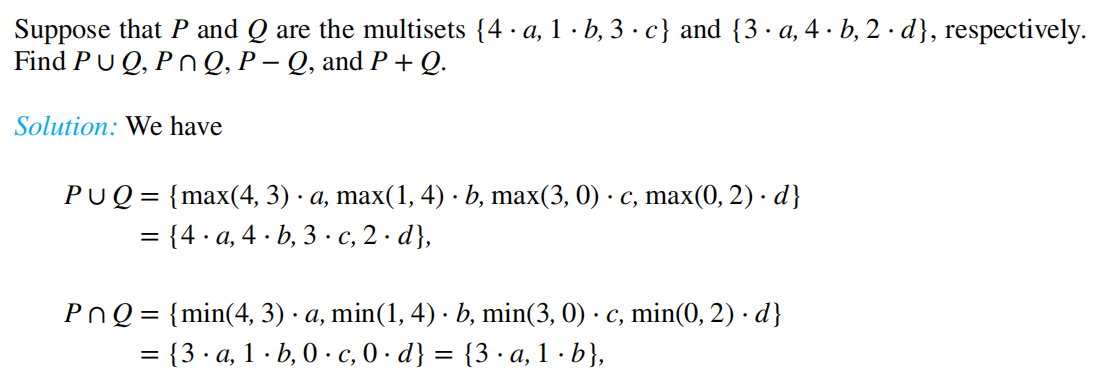 Suppose that P and Q are the multisets {4 · a, 1 · b, 3 · c} and {3 · a, 4 · b, 2 · d}, respectively.
Find P ∪ Q, P ∩ Q, P − Q, and P + Q.
Solution: We have
P ∪ Q = {max(4, 3) · a, max(1, 4) · b, max(3, 0) · c, max(0, 2) · d}
= {4 · a, 4 · b, 3 · c, 2 · d},
P ∩ Q = {min(4, 3) · a, min(1, 4) · b, min(3, 0) · c, min(0, 2) · d}
= {3 · a, 1 · b, 0 · c, 0 · d} = {3 · a, 1 · b},